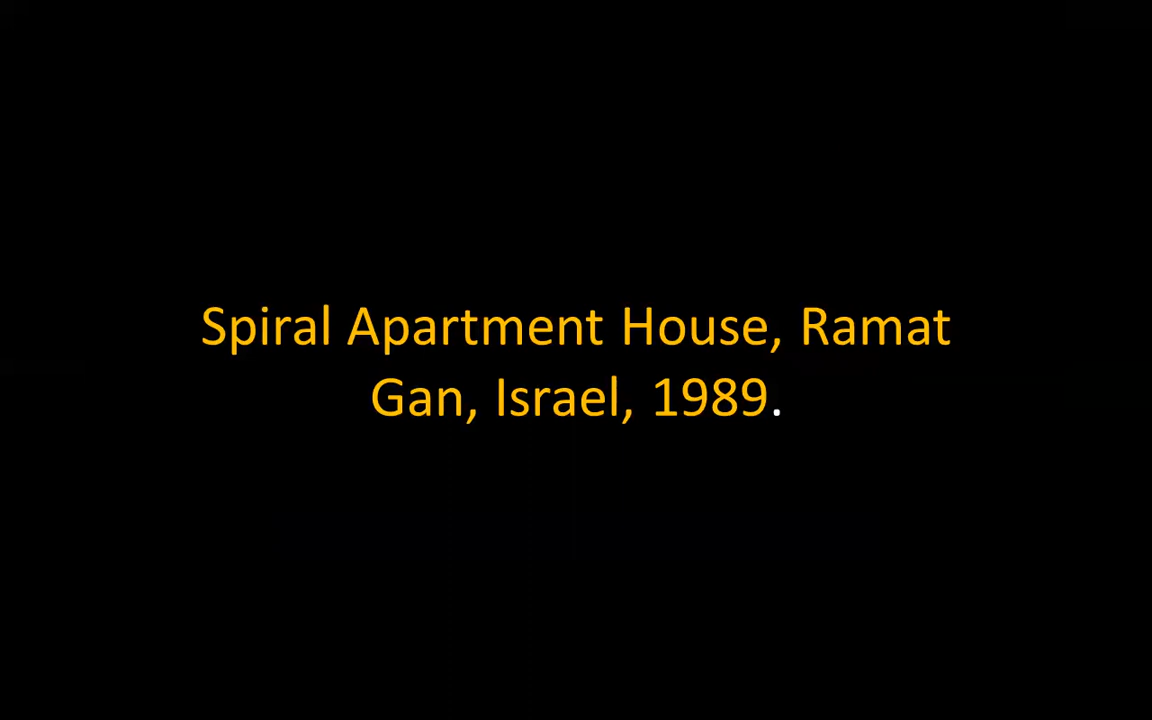 Spiral Apartment House, Ramat
Gan, Israel, 1989.